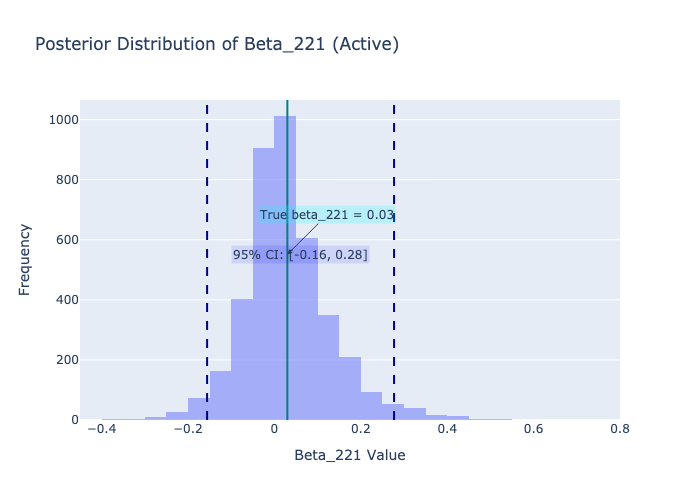 Posterior Distribution of Beta_221 (Active)
1000
800
600
400
200
0
Frequency
True beta_221 = 0.03
95% CI: [-0.16, 0.28]
−0.4
−0.2
0
0.2
0.4
0.6
0.8
Beta_221 Value